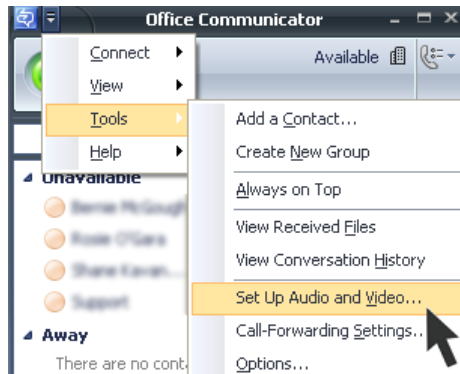 Office Communicator
Connect
Available
View
Tools
Add a Contact...
Help
Create New Group
Unavailable
Always on Top
View Received Files
View Conversation History
Support
Set Up Audio and Video...
Away
Call-Forwarding Settings..
There are no cont
Options...